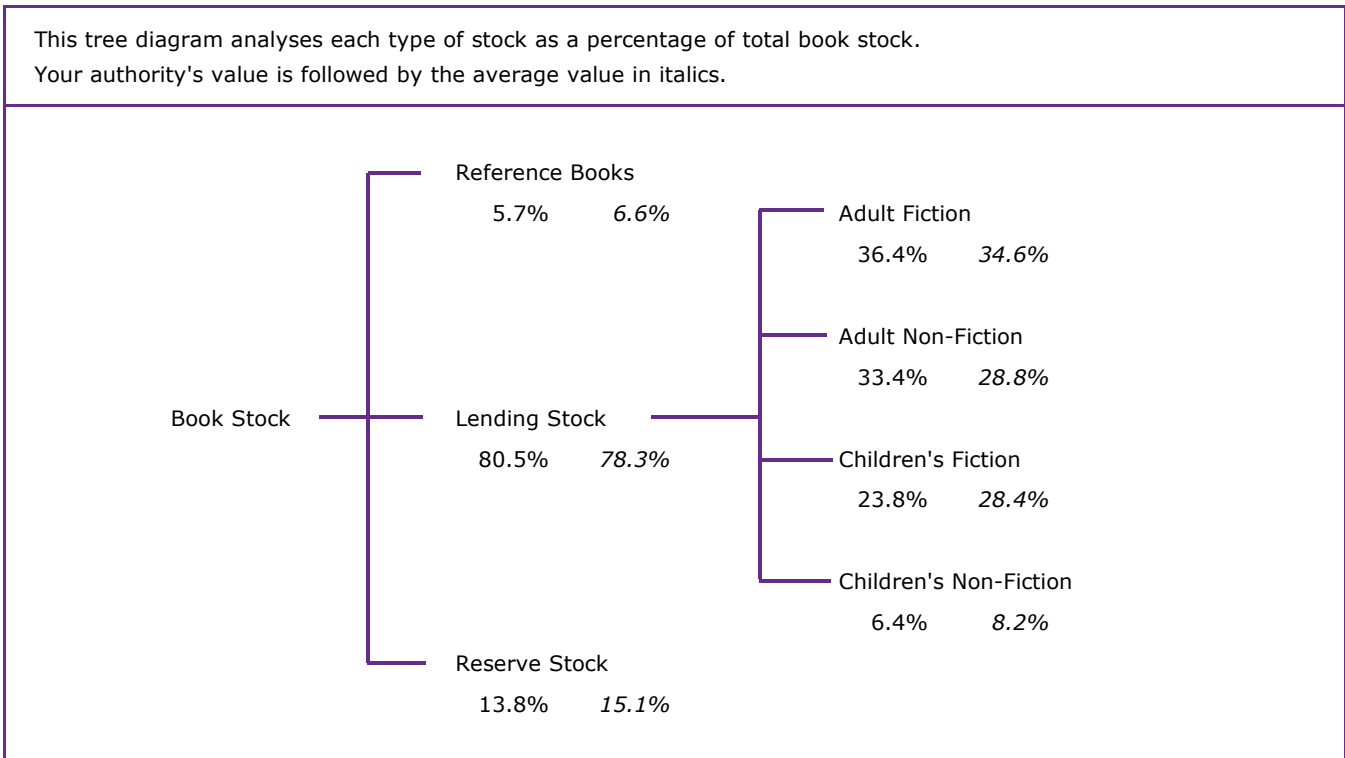 This tree diagram analyses each type of stock as a percentage of total book stock.
Your authority's value is followed by the average value in italics.
Reference Books
5.7% 6.6%
Adult Fiction
36.4% 34.6%
Adult Non-Fiction
33.4% 28.8%
Book Stock
Lending Stock
80.5% 78.3%
Children's Fiction
23.8% 28.4%
Children's Non-Fiction
6.4% 8.2%
Reserve Stock
13.8% 15.1%